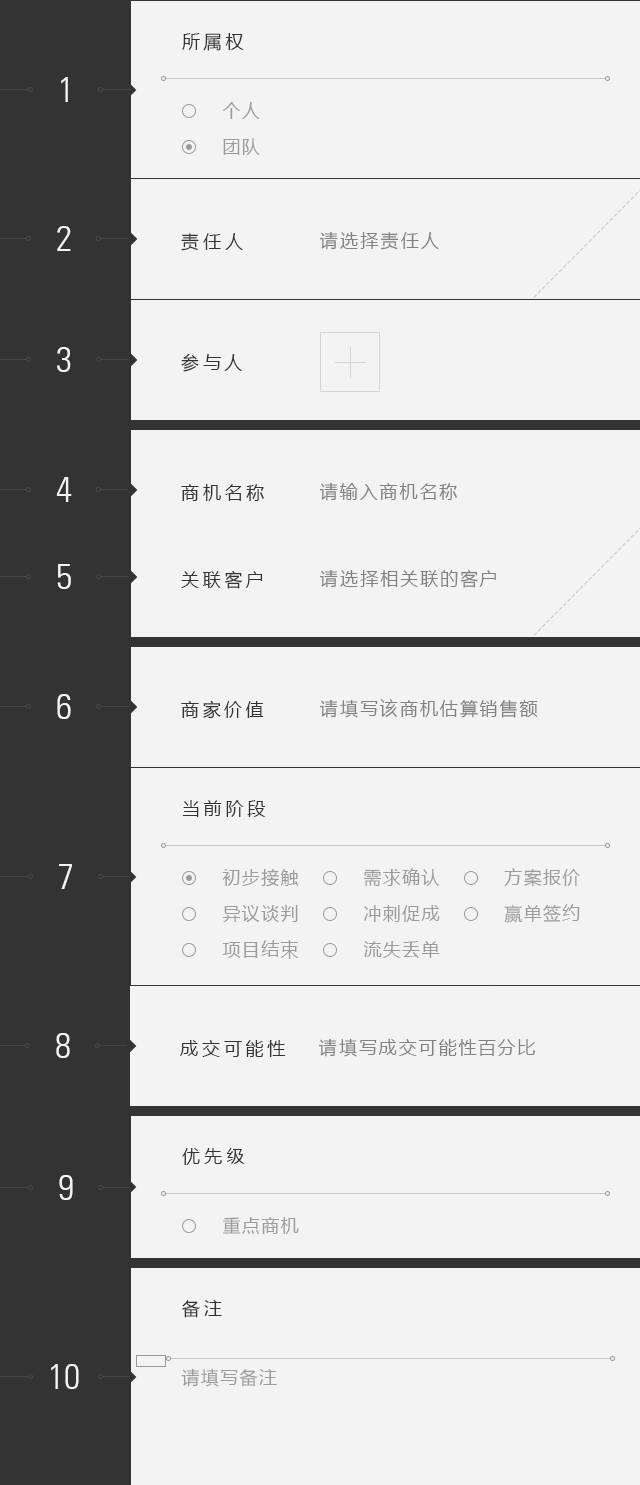 所属权
1
个人
团队
2 责任人 请选择责任人
3 参与人
4 商机名称 请输入商机名称
5 关联客户 请选择相关联的客户
6 商家价值 请填写该商机估算销售额
当前阶段
7 初步接触 需求确认 方案报价
异议谈判 冲刺促成 赢单签约
项目结束 流失丢单
8 成交可能性 请填写成交可能性百分比
优先级
9
重点商机
备注
10 请填写备注